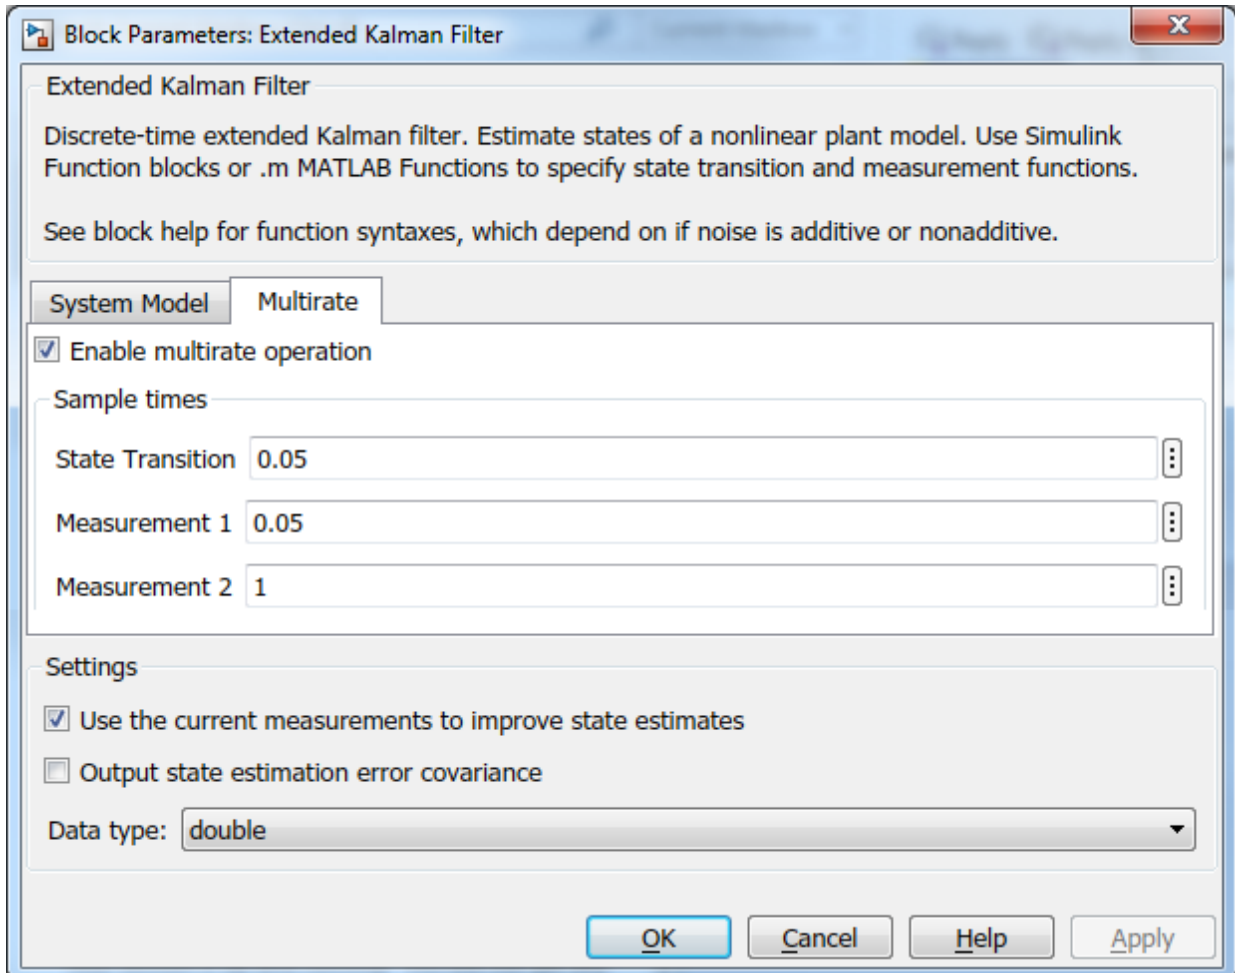 Block Parameters: Extended Kalman Filter
Extended Kalman Filter
Discrete-time extended Kalman filter. Estimate states of a nonlinear plant model. Use Simulink
Function blocks or .m MATLAB Functions to specify state transition and measurement functions.
See block help for function syntaxes, which depend on if noise is additive or nonadditive.
System Model Multirate
Enable multirate operation
Sample times
State Transition 0.05
Measurement 1 0.05
Measurement 2 1
Settings
Use the current measurements to improve state estimates
Output state estimation error covariance
Data type: double
OK Cancel Help Apply